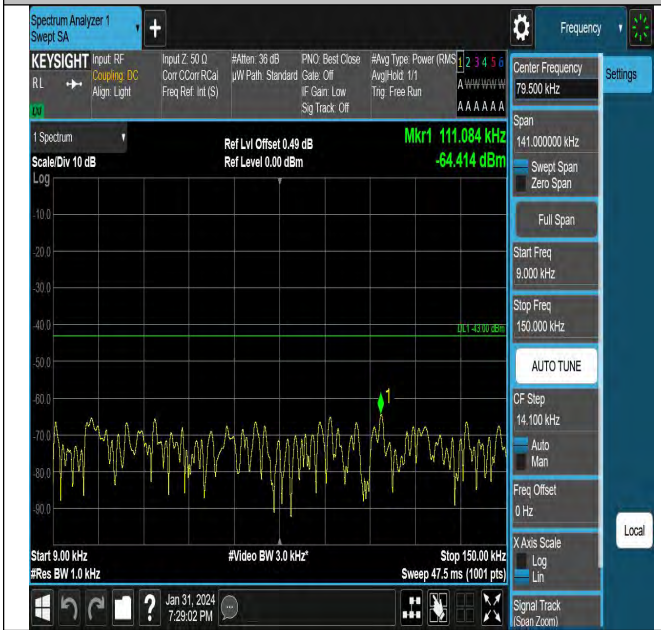 Spectrum Analyzer 1
Swept SA
+
Frequency
KEYSIGHT
RL
Input: RF
Coupling: DC
Align: Light
Input Z: 50 Ω
Corr CCorr RCal
Freq Ref: Int (S)
#Atten: 36 dB
µW Path: Standard
PNO: Best Close
Gate: Off
IF Gain: Low
Sig Track: Off
#Avg Type: Power (RMS
Avg|Hold: 1/1
Trig: Free Run
1 2 3 4 5 6
A W W W W W
A A A A A A
1 Spectrum
Scale/Div 10 dB
Log
Ref Lvl Offset 0.49 dB
Ref Level 0.00 dBm
Mkr1 111.084 kHz
-64.414 dBm
-10.0
-20.0
-30.0
-40.0
DL1 -43.00 dBm
-50.0
-60.0
1
-70.0
-80.0
-90.0
Start 9.00 kHz
#Res BW 1.0 kHz
#Video BW 3.0 kHz*
Stop 150.00 kHz
Sweep 47.5 ms (1001 pts)
?
Jan 31, 2024
7:29:02 PM
Center Frequency
79.500 kHz
Settings
Span
141.000000 kHz
Swept Span
Zero Span
Full Span
Start Freq
9.000 kHz
Stop Freq
150.000 kHz
AUTO TUNE
CF Step
14.100 kHz
Auto
Man
Freq Offset
0 Hz
Local
X Axis Scale
Log
Lin
Signal Track
(Span Zoom)